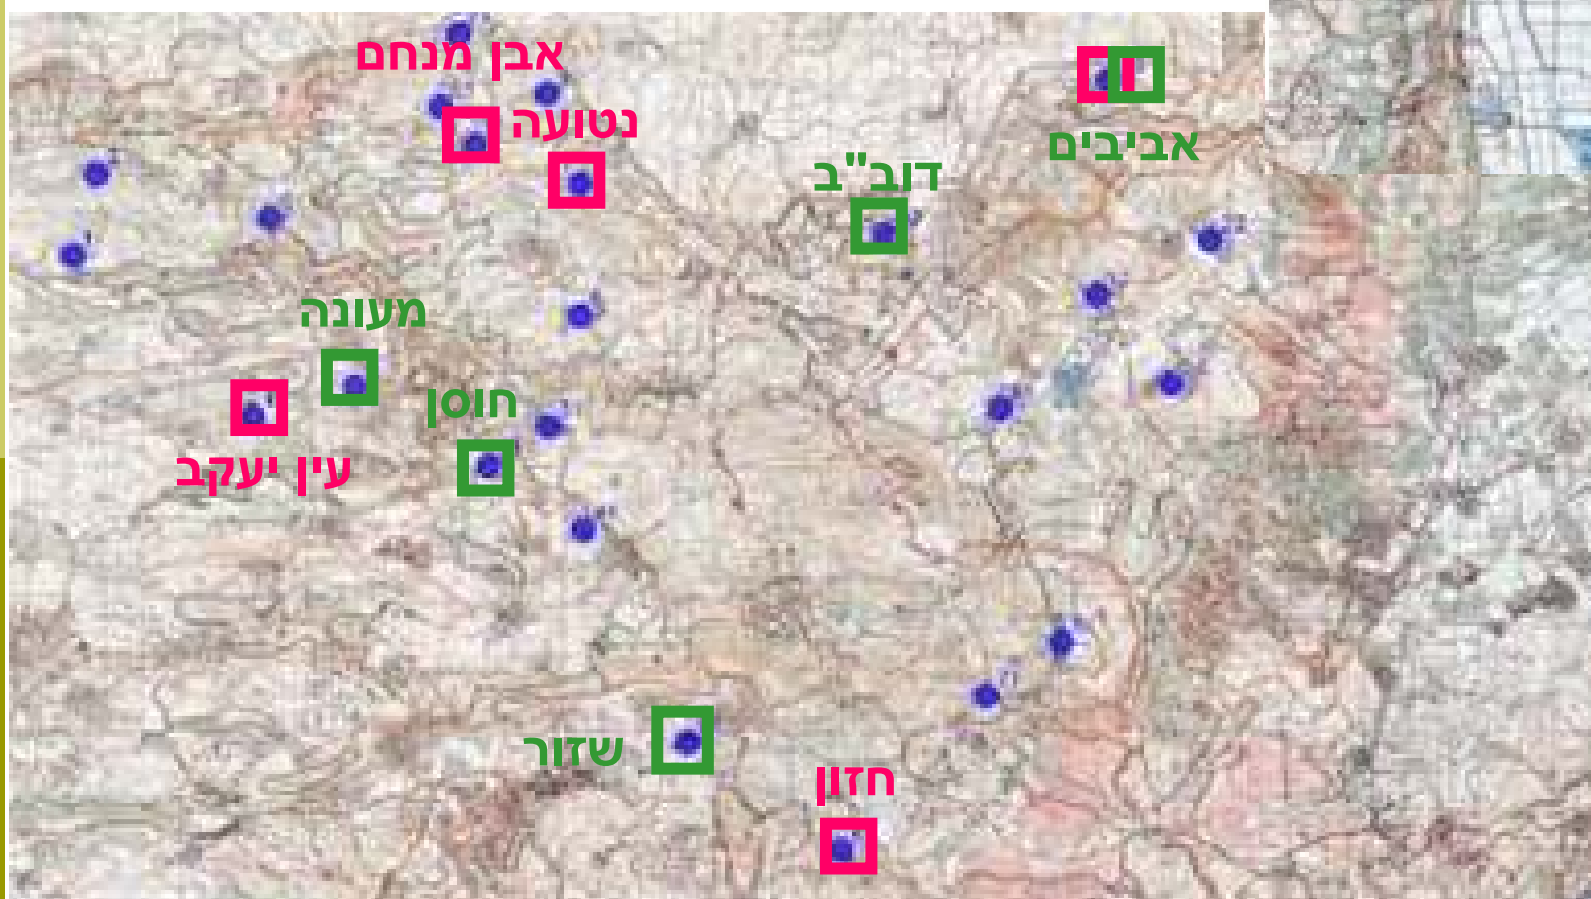 אבן מנחם
נטועה
אביבים
דוב"ב
מעונה
חוסן
עין יעקב
שזור
חזון